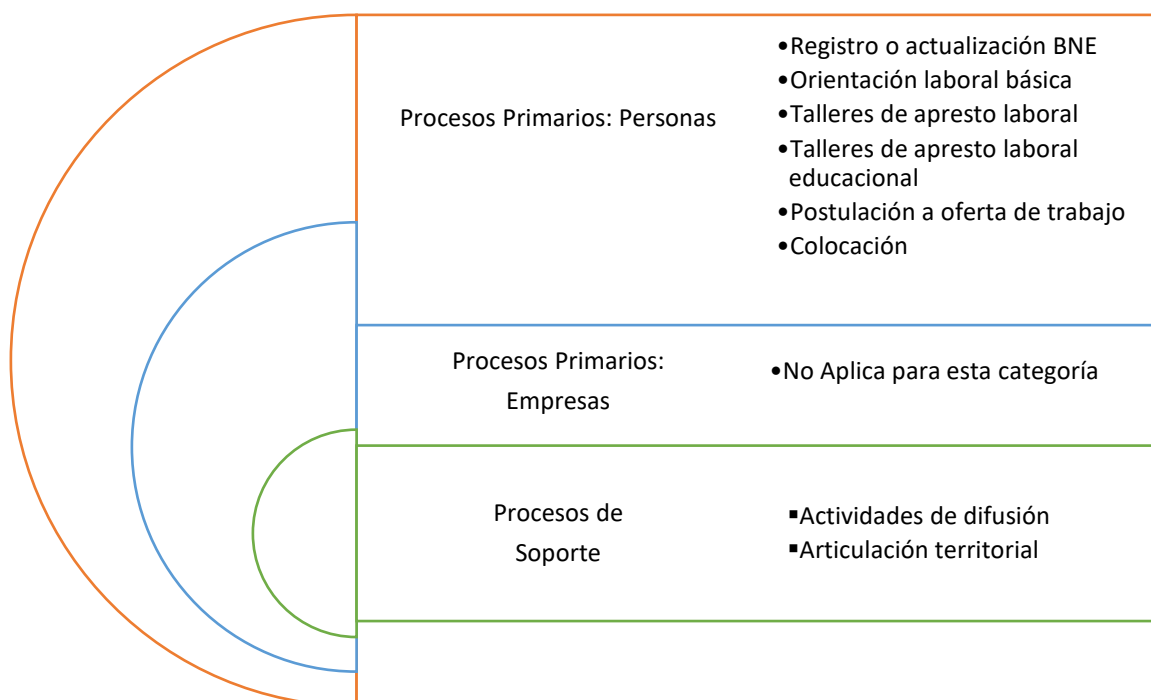 Procesos Primarios: Personas
•Registro o actualización BNE
•Orientación laboral básica
•Talleres de apresto laboral
•Talleres de apresto laboral
educacional
•Postulación a oferta de trabajo
•Colocación
Procesos Primarios:
Empresas
•No Aplica para esta categoría
Procesos de
Soporte
▪Actividades de difusión
▪Articulación territorial